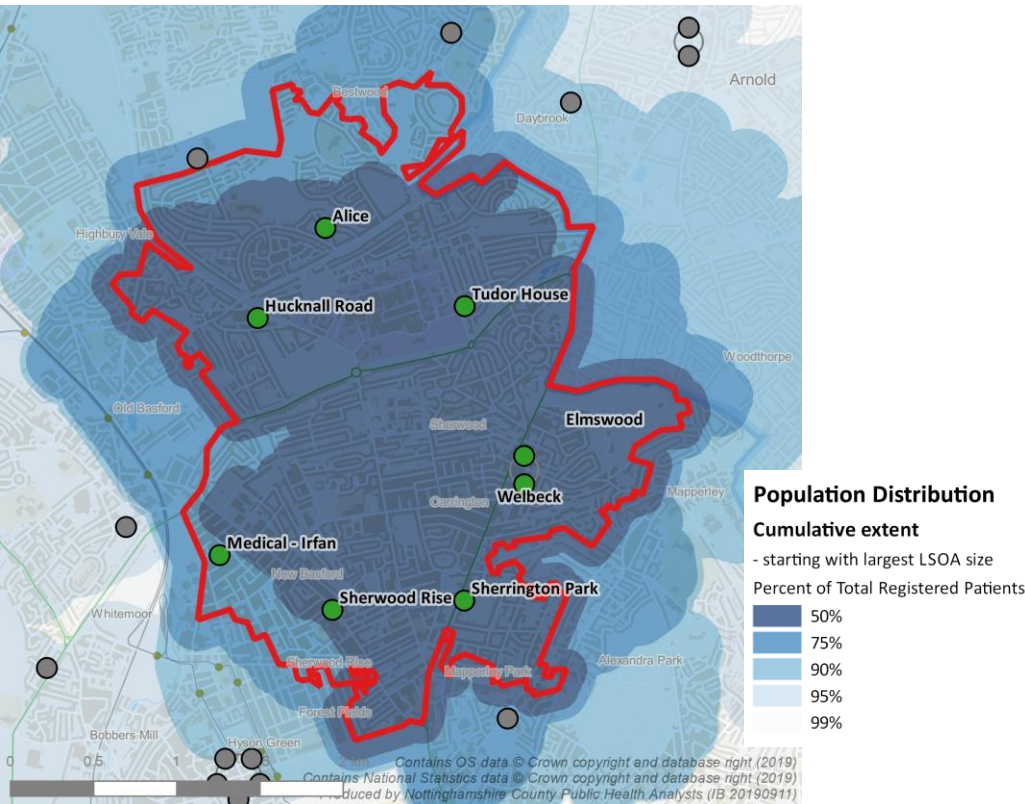 Bestwood
Arnold
Daybrook
Alice
Highbury Vale
Hucknall Road
Tudor House
Woodthorpe
Old Basford
Sherwood
Elmswood
Carrington
Welbeck
Mapperley
Medical - Irfan
New Basford
Sherwood Rise
Sherrington Park
Whitemoor
Sherwood Rise
Mapperley Park
Alexandra Park
Forest Fields
Bobbers Mill
Hyson Green
0 0.5 1 2 km
Contains OS data © Crown copyright and database right (2019)
Contains National Statistics data © Crown copyright and database right (2019)
Produced by Nottinghamshire County Public Health Analysts (IB 20190911)
Population Distribution
Cumulative extent
- starting with largest LSOA size
Percent of Total Registered Patients
50%
75%
90%
95%
99%